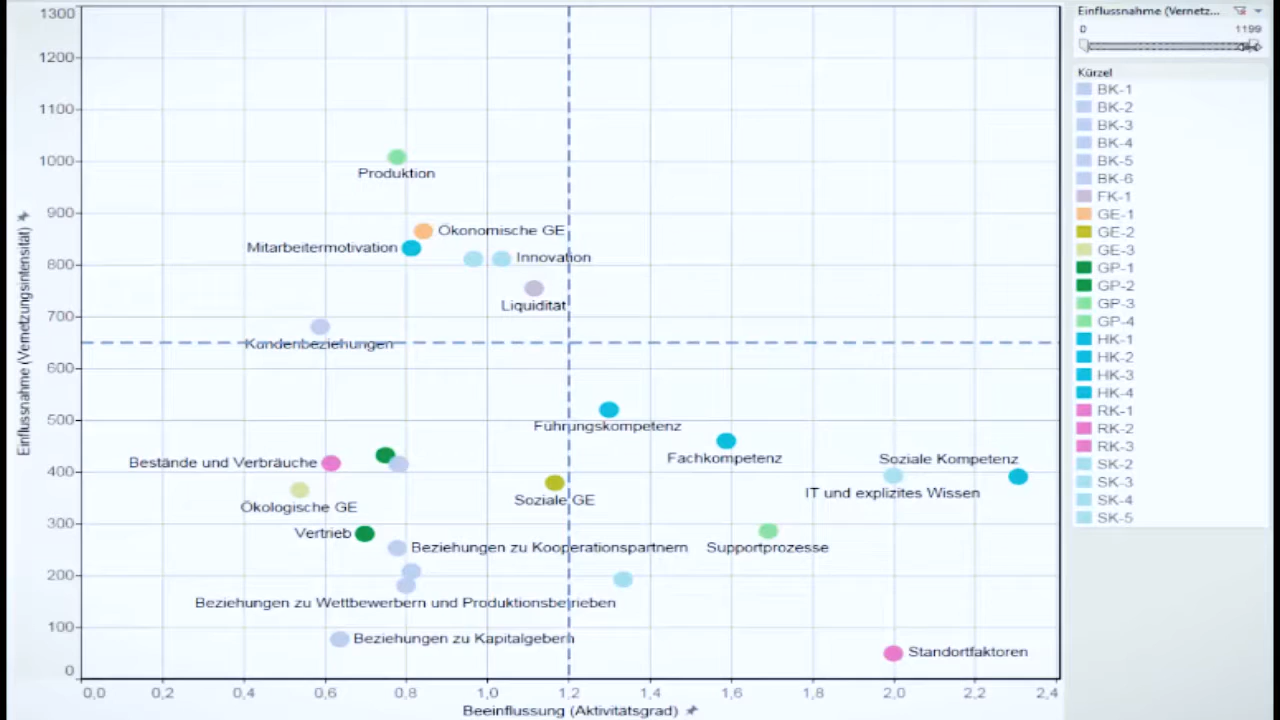 1300
1200
1100
1000
900
800
700
600
500
400
300
200
100
0
Einflussnahme (Vernetzungsintensität)
Produktion
Ökonomische GE
Mitarbeitermotivation
Innovation
Liquidität
Kundenbeziehungen
Führungskompetenz
Fachkompetenz
Soziale Kompetenz
Bestände und Verbräuche
IT und explizites Wissen
Soziale GE
Ökologische GE
Vertrieb
Beziehungen zu Kooperationspartnern
Supportprozesse
Beziehungen zu Wettbewerbern und Produktionsbetrieben
Beziehungen zu Kapitalgebern
Standortfaktoren
0,0 0,2 0,4 0,6 0,8 1,0 1,2 1,4 1,6 1,8 2,0 2,2 2,4
Beeinflussung (Aktivitätsgrad)
Einflussnahme (Vernetz...
0 1199
Kürzel
BK-1
BK-2
BK-3
BK-4
BK-5
BK-6
FK-1
GE-1
GE-2
GE-3
GP-1
GP-2
GP-3
GP-4
HK-1
HK-2
HK-3
HK-4
RK-1
RK-2
RK-3
SK-2
SK-3
SK-4
SK-5